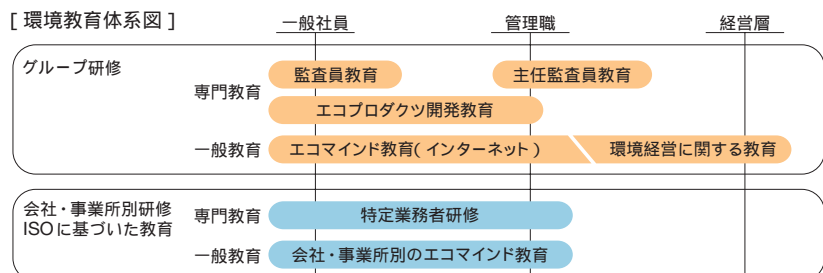 [ 環境教育体系図 ]
一般社員 管理職 経営層
グループ研修
専門教育
監査員教育 主任監査員教育
エコプロダクツ開発教育
一般教育 エコマインド教育( インターネット ) 環境経営に関する教育
会社・事業所別研修
ISOに基づいた教育
専門教育 特定業務者研修
一般教育 会社・事業所別のエコマインド教育